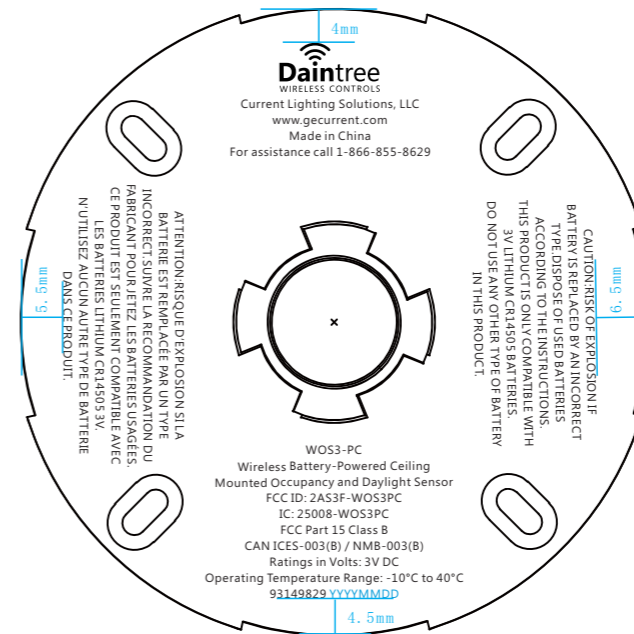 4mm
Daintree
WIRELESS CONTROLS
Current Lighting Solutions, LLC
www.gecurrent.com
Made in China
For assistance call 1-866-855-8629
ATTENTION:RISQUE D'EXPLOSION SI LA
BATTERIE EST REMPLACÉE PAR UN TYPE
INCORRECT.SUIVRE LA RECOMMANDATION DU
FABRICANT POUR JETEZ LES BATTERIES USAGÉES.
CE PRODUIT EST SEULEMENT COMPATIBLE AVEC
LES BATTERIES LITHIUM CR14505 3V.
N'UTILISEZ AUCUN AUTRE TYPE DE BATTERIE
DANS CE PRODUIT.
5.5mm
CAUTION:RISK OF EXPLOSION IF
BATTERY IS REPLACED BY AN INCORRECT
TYPE.DISPOSE OF USED BATTERIES
ACCORDING TO THE INSTRUCTIONS.
THIS PRODUCT IS ONLY COMPATIBLE WITH
3V LITHIUM CR14505 BATTERIES.
DO NOT USE ANY OTHER TYPE OF BATTERY
IN THIS PRODUCT.
5.6mm
WOS3-PC
Wireless Battery-Powered Ceiling
Mounted Occupancy and Daylight Sensor
FCC ID: 2AS3F-WOS3PC
IC: 25008-WOS3PC
FCC Part 15 Class B
CAN ICES-003(B) / NMB-003(B)
Ratings in Volts: 3V DC
Operating Temperature Range: -10°C to 40°C
93149829 YYYYMMDD
4.5mm